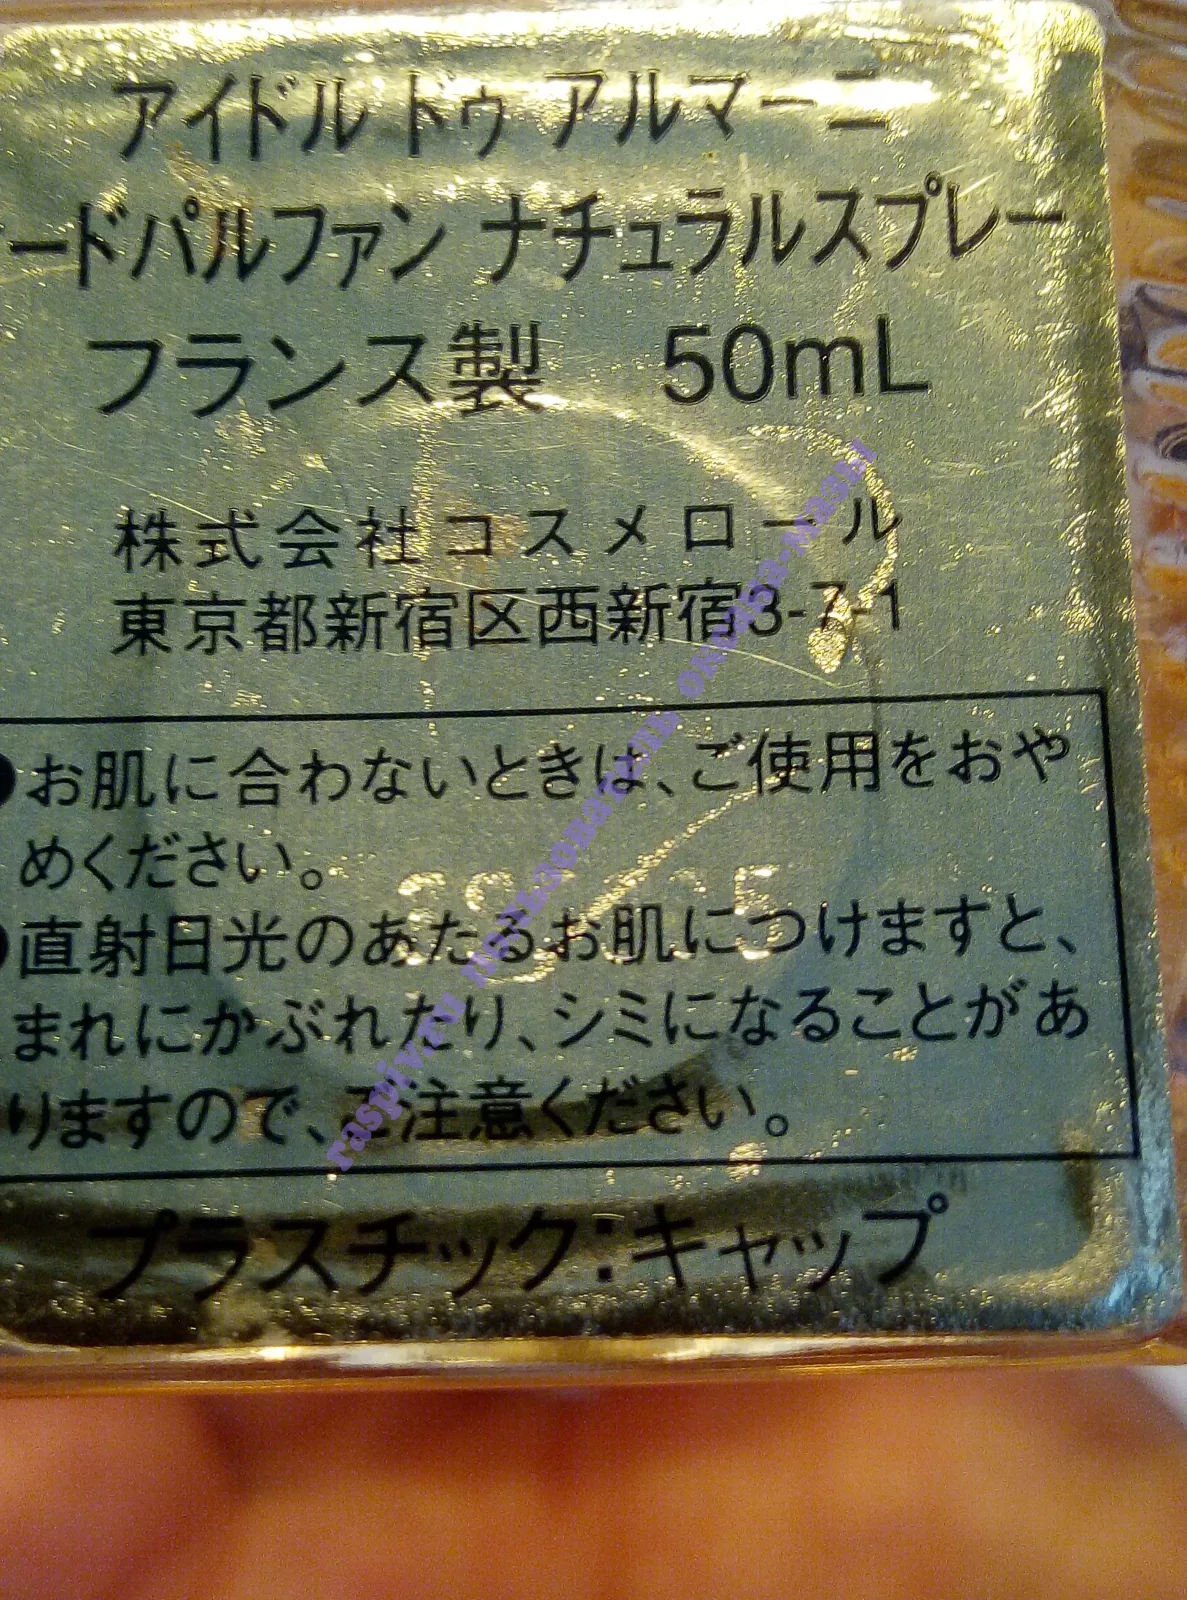 アイドル ドゥ アルマーニ
ードパルファン ナチュラルスプレー
フランス製 50mL
株式会社コスメロール
東京都新宿区西新宿3-7-1
●お肌に合わないときは、ご使用をおや
めください。
●直射日光のあたるお肌につけますと、
まれにかぶれたり、シミになることがあ
りますので、ご注意ください。
プラスチック:キャップ
raspiv.ru